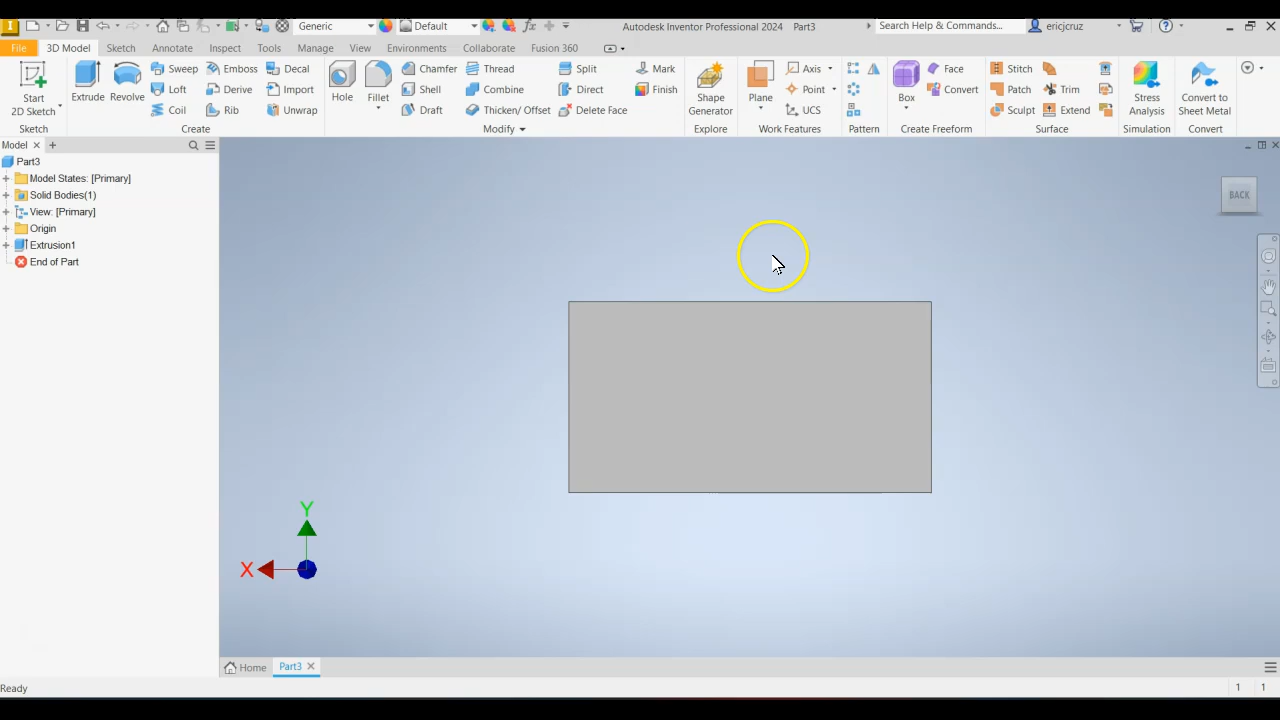 Generic Default Autodesk Inventor Professional 2024 Part3 Search Help & Commands... ericjcruz
File 3D Model Sketch Annotate Inspect Tools Manage View Environments Collaborate Fusion 360
Sweep Emboss Decal Chamfer Thread Split Mark Axis Face Stitch
Start 2D Sketch Extrude Revolve Loft Derive Import Hole Fillet Shell Combine Direct Finish Shape Generator Plane Point Box Convert Patch Trim Stress Analysis Convert to Sheet Metal
Coil Rib Unwrap Draft Thicken/ Offset Delete Face UCS Sculpt Extend
Sketch Create Modify Explore Work Features Pattern Create Freeform Surface Simulation Convert
Model
Part3
Model States: [Primary]
Solid Bodies(1)
View: [Primary]
Origin
Extrusion1
End of Part
BACK
Y
X
Home Part3
Ready 1 1